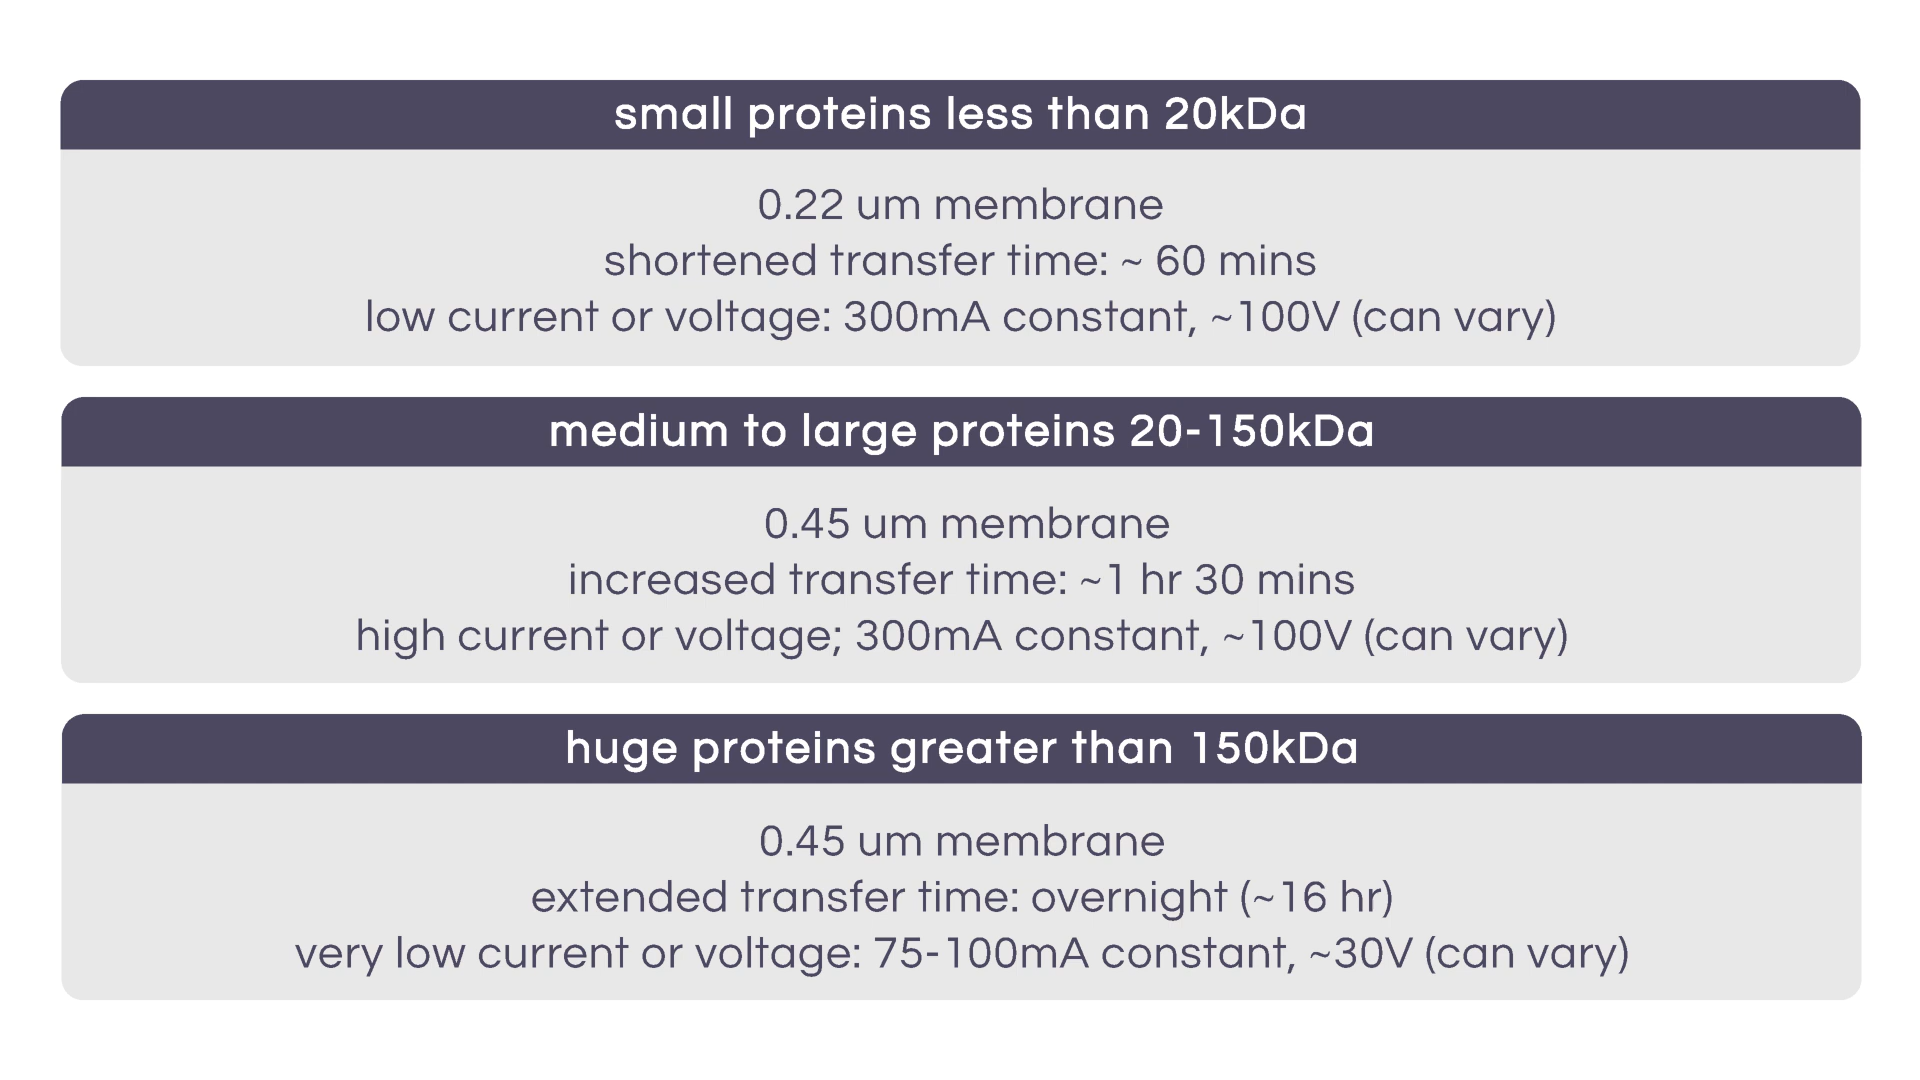 small proteins less than 20kDa
0.22 um membrane
shortened transfer time: ~ 60 mins
low current or voltage: 300mA constant, ~100V (can vary)
medium to large proteins 20-150kDa
0.45 um membrane
increased transfer time: ~1 hr 30 mins
high current or voltage; 300mA constant, ~100V (can vary)
huge proteins greater than 150kDa
0.45 um membrane
extended transfer time: overnight (~16 hr)
very low current or voltage: 75-100mA constant, ~30V (can vary)